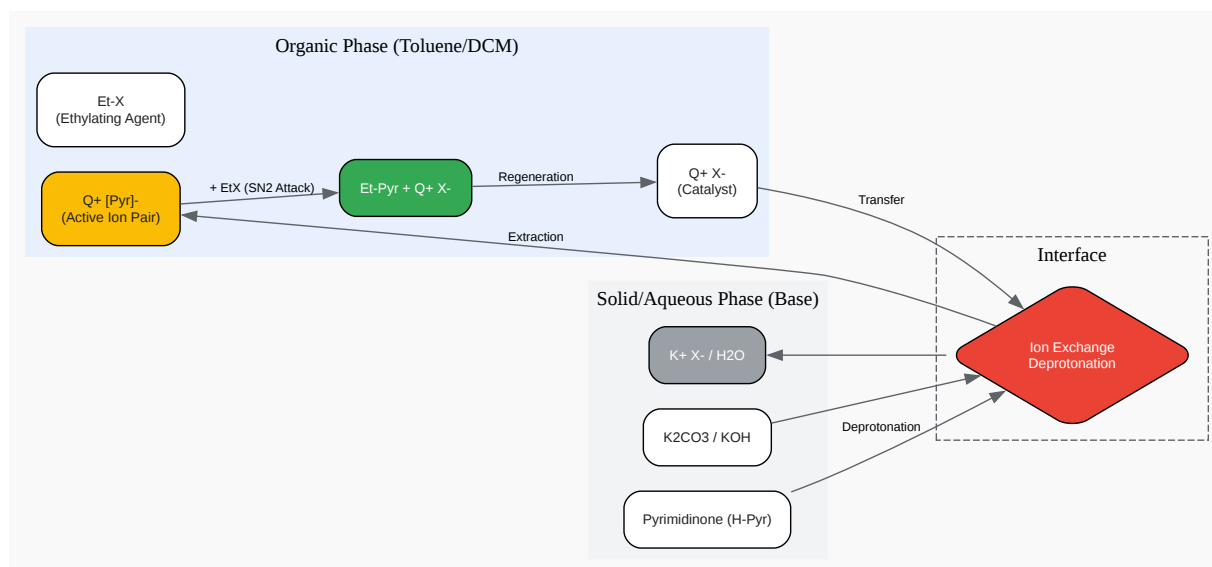 Organic Phase (Toluene/DCM)
Et-X
(Ethylating Agent)
Q+ [Pyr]-
(Active Ion Pair)
+ EtX (SN2 Attack)
Et-Pyr + Q+ X-
Regeneration
Q+ X-
(Catalyst)
Transfer
Extraction
Interface
Ion Exchange
Deprotonation
Solid/Aqueous Phase (Base)
K+ X- / H2O
K2CO3 / KOH
Deprotonation
Pyrimidinone (H-Pyr)